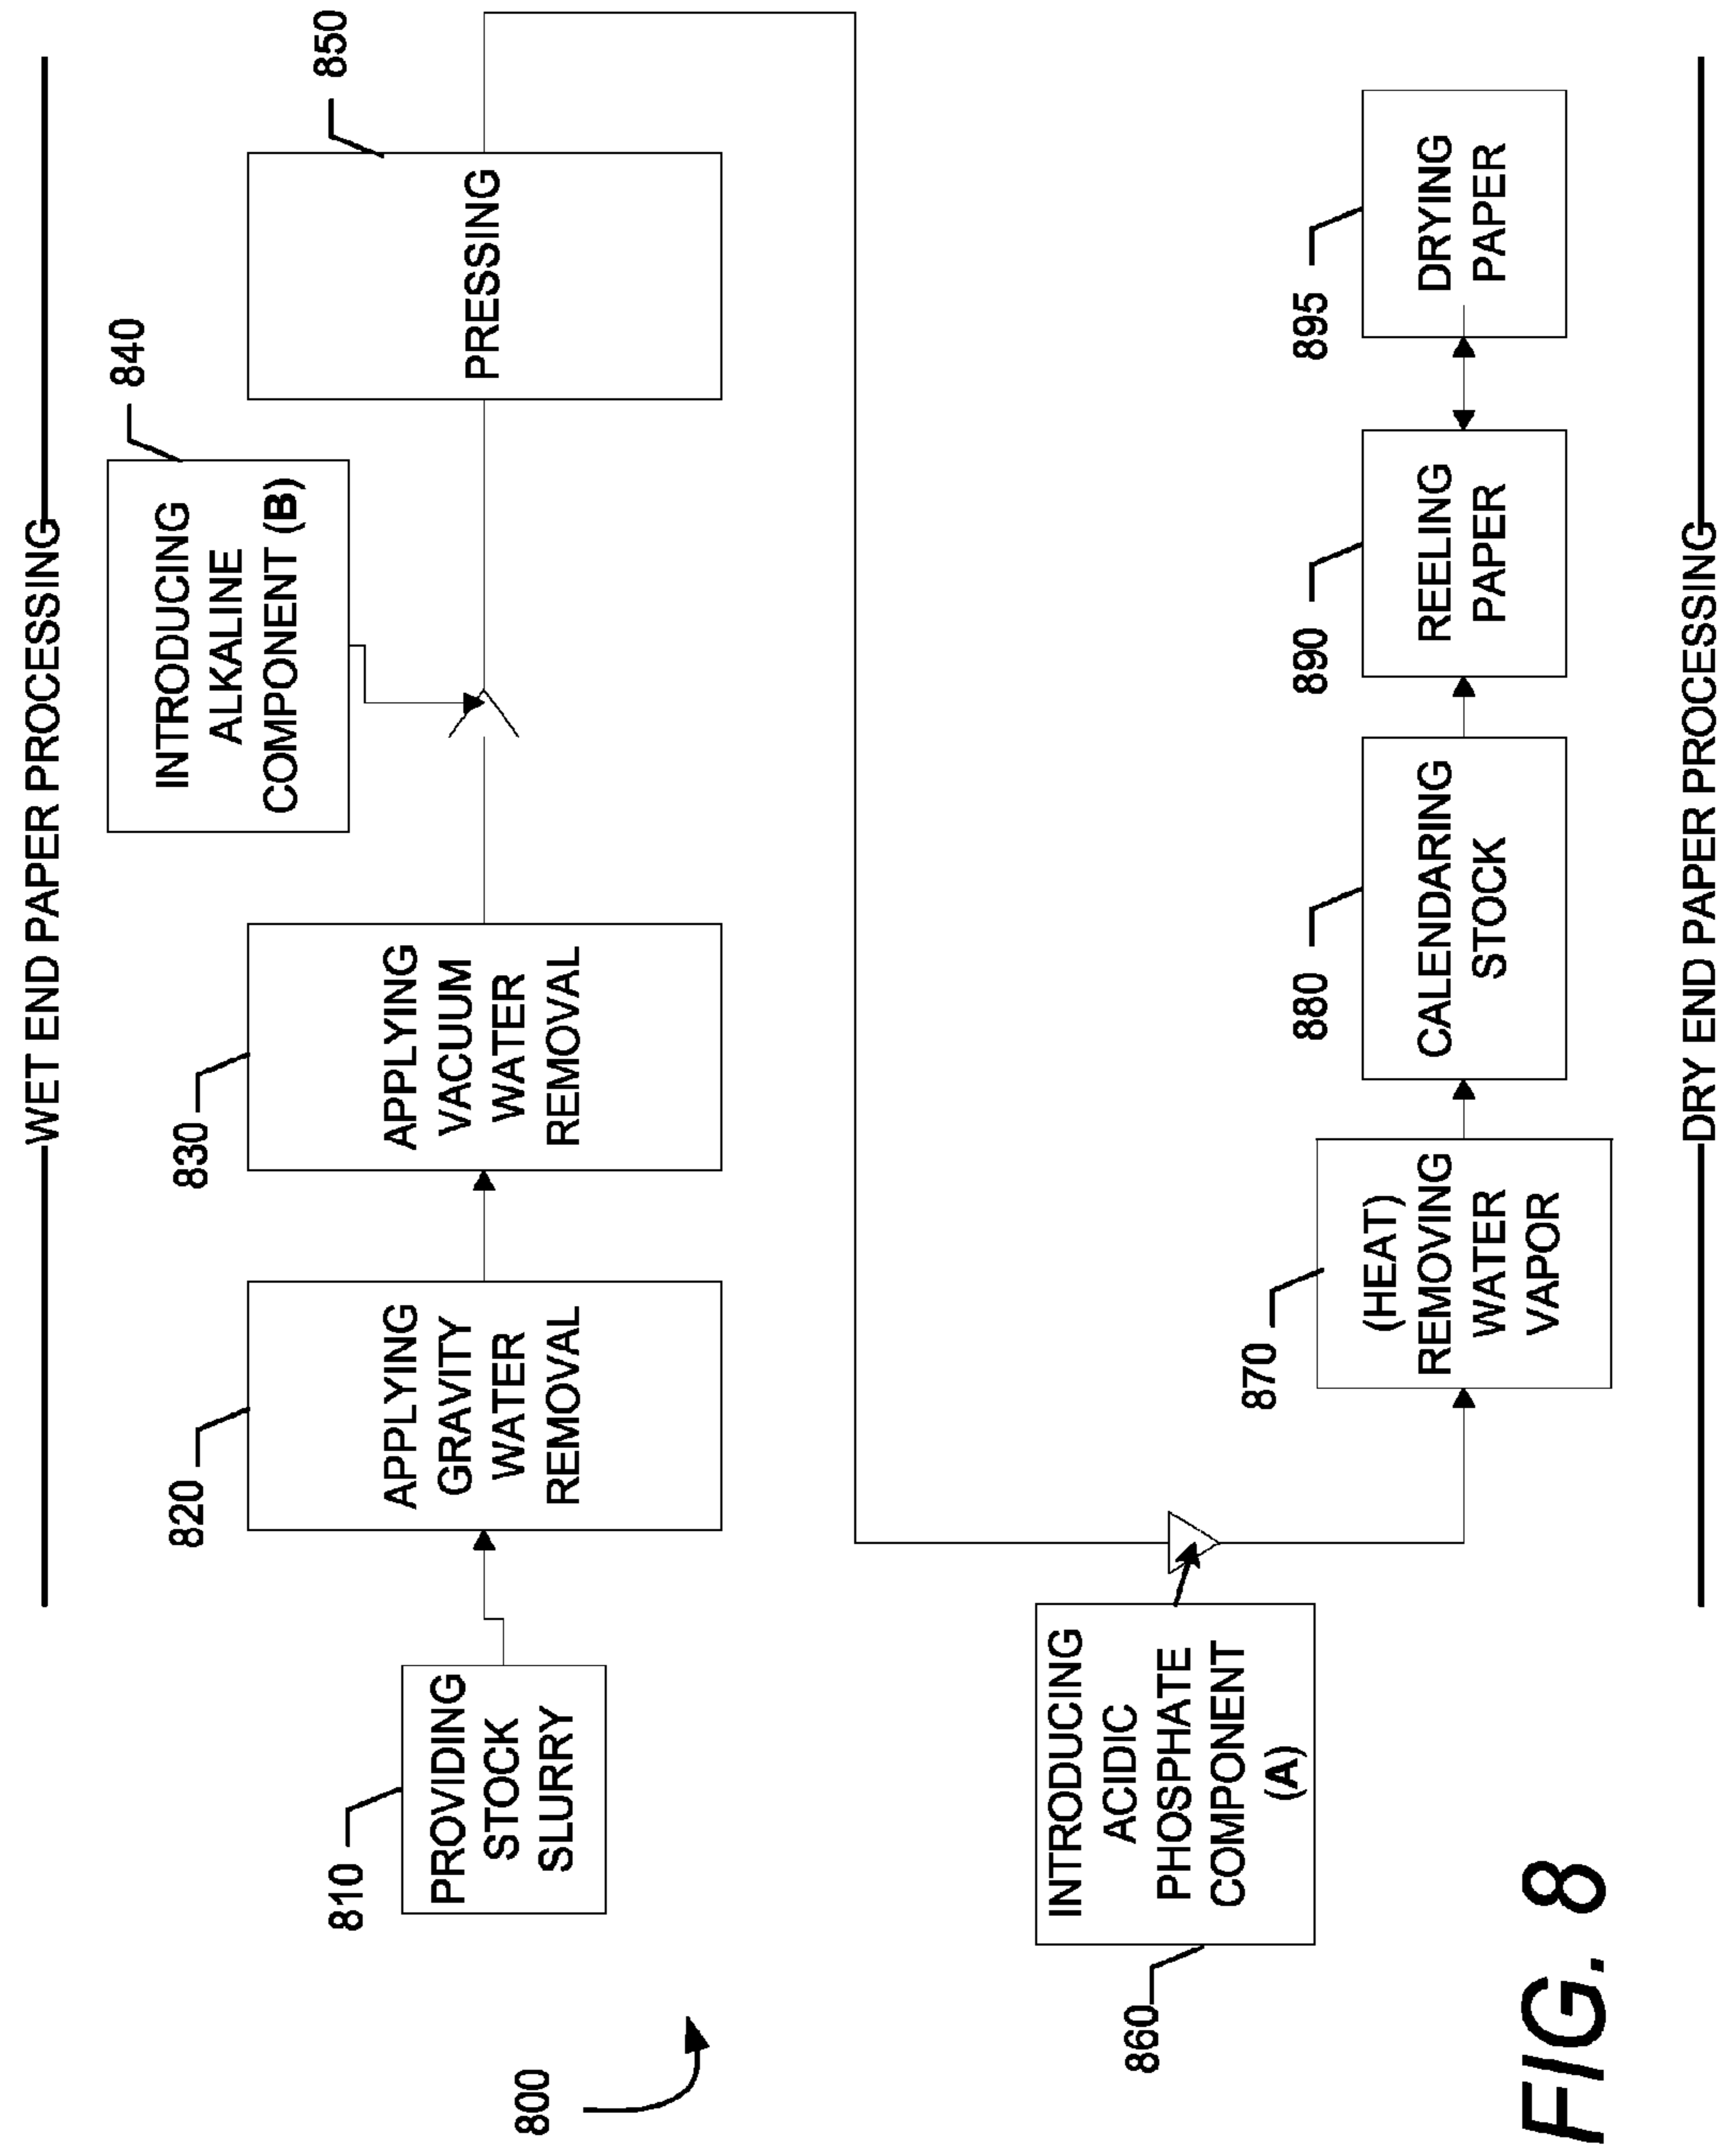 WET END PAPER PROCESSING
840
INTRODUCING
ALKALINE
COMPONENT (B)
810
PROVIDING
STOCK
SLURRY
820
APPLYING
GRAVITY
WATER
REMOVAL
830
APPLYING
VACUUM
WATER
REMOVAL
850
PRESSING
800
860
INTRODUCING
ACIDIC
PHOSPHATE
COMPONENT
(A)
870
(HEAT)
REMOVING
WATER
VAPOR
880
CALENDARING
STOCK
890
REELING
PAPER
895
DRYING
PAPER
FIG. 8
DRY END PAPER PROCESSING